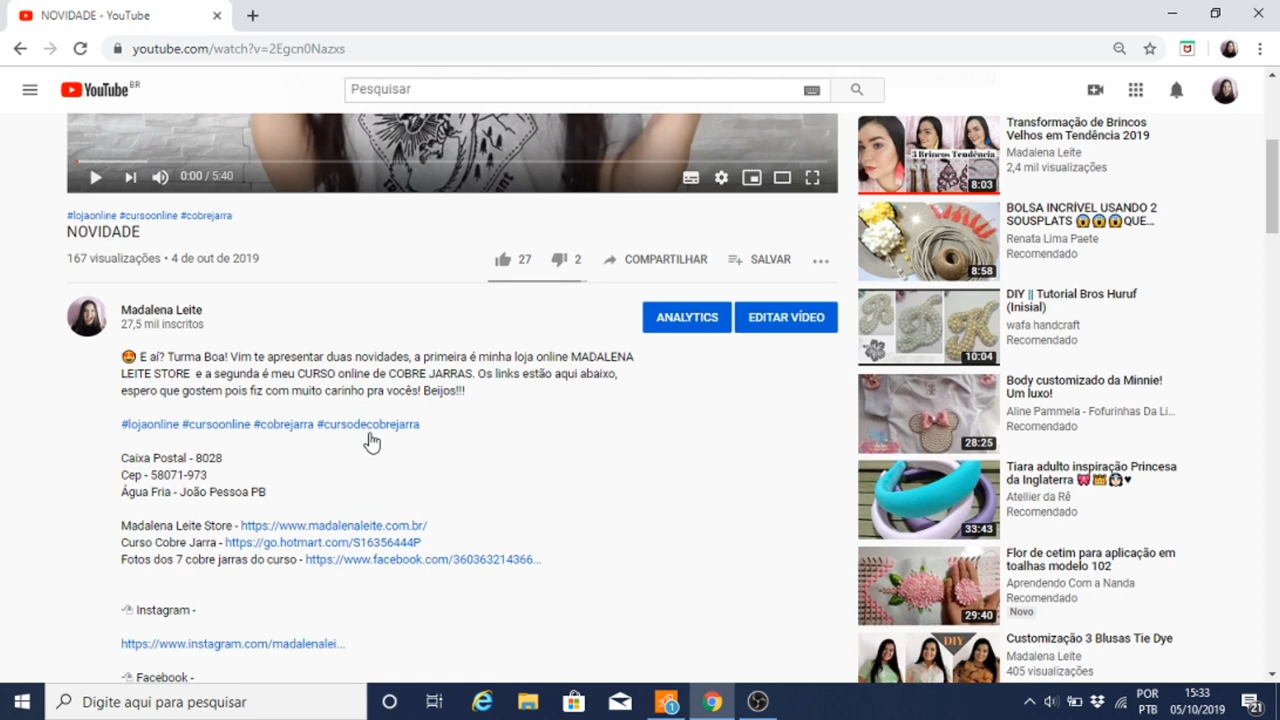 NOVIDADE - YouTube
youtube.com/watch?v=2Egcn0Nazxs
YouTube BR
Pesquisar
0:00 / 5:40
#lojaonline #cursoonline #cobrejarra
NOVIDADE
167 visualizações • 4 de out de 2019
27
2
COMPARTILHAR
SALVAR
Madalena Leite
27,5 mil inscritos
ANALYTICS
EDITAR VÍDEO
E aí? Turma Boa! Vim te apresentar duas novidades, a primeira é minha loja online MADALENA
LEITE STORE e a segunda é meu CURSO online de COBRE JARRAS. Os links estão aqui abaixo,
espero que gostem pois fiz com muito carinho pra vocês! Beijos!!!
#lojaonline #cursoonline #cobrejarra #cursodecobrejarra
Caixa Postal - 8028
Cep - 58071-973
Água Fria - João Pessoa PB
Madalena Leite Store - https://www.madalenaleite.com.br/
Curso Cobre Jarra - https://go.hotmart.com/S16356444P
Fotos dos 7 cobre jarras do curso - https://www.facebook.com/360363214366...
Instagram -
https://www.instagram.com/madalenalei...
Facebook -
3 Brincos Tendência
8:03
Transformação de Brincos
Velhos em Tendência 2019
Madalena Leite
2,4 mil visualizações
8:58
BOLSA INCRÍVEL USANDO 2
SOUSPLATS 😱😱😱QUE...
Renata Lima Paete
Recomendado
10:04
DIY || Tutorial Bros Huruf
(Inisial)
wafa handcraft
Recomendado
28:25
Body customizado da Minnie!
Um luxo!
Aline Pammela - Fofurinhas Da Li...
Recomendado
33:43
Tiara adulto inspiração Princesa
da Inglaterra
Atellier da Rê
Recomendado
29:40
Flor de cetim para aplicação em
toalhas modelo 102
Aprendendo Com a Nanda
Recomendado
Novo
DIY
Customização 3 Blusas Tie Dye
Madalena Leite
405 visualizações
Digite aqui para pesquisar
1
POR
PTB
15:33
05/10/2019
21